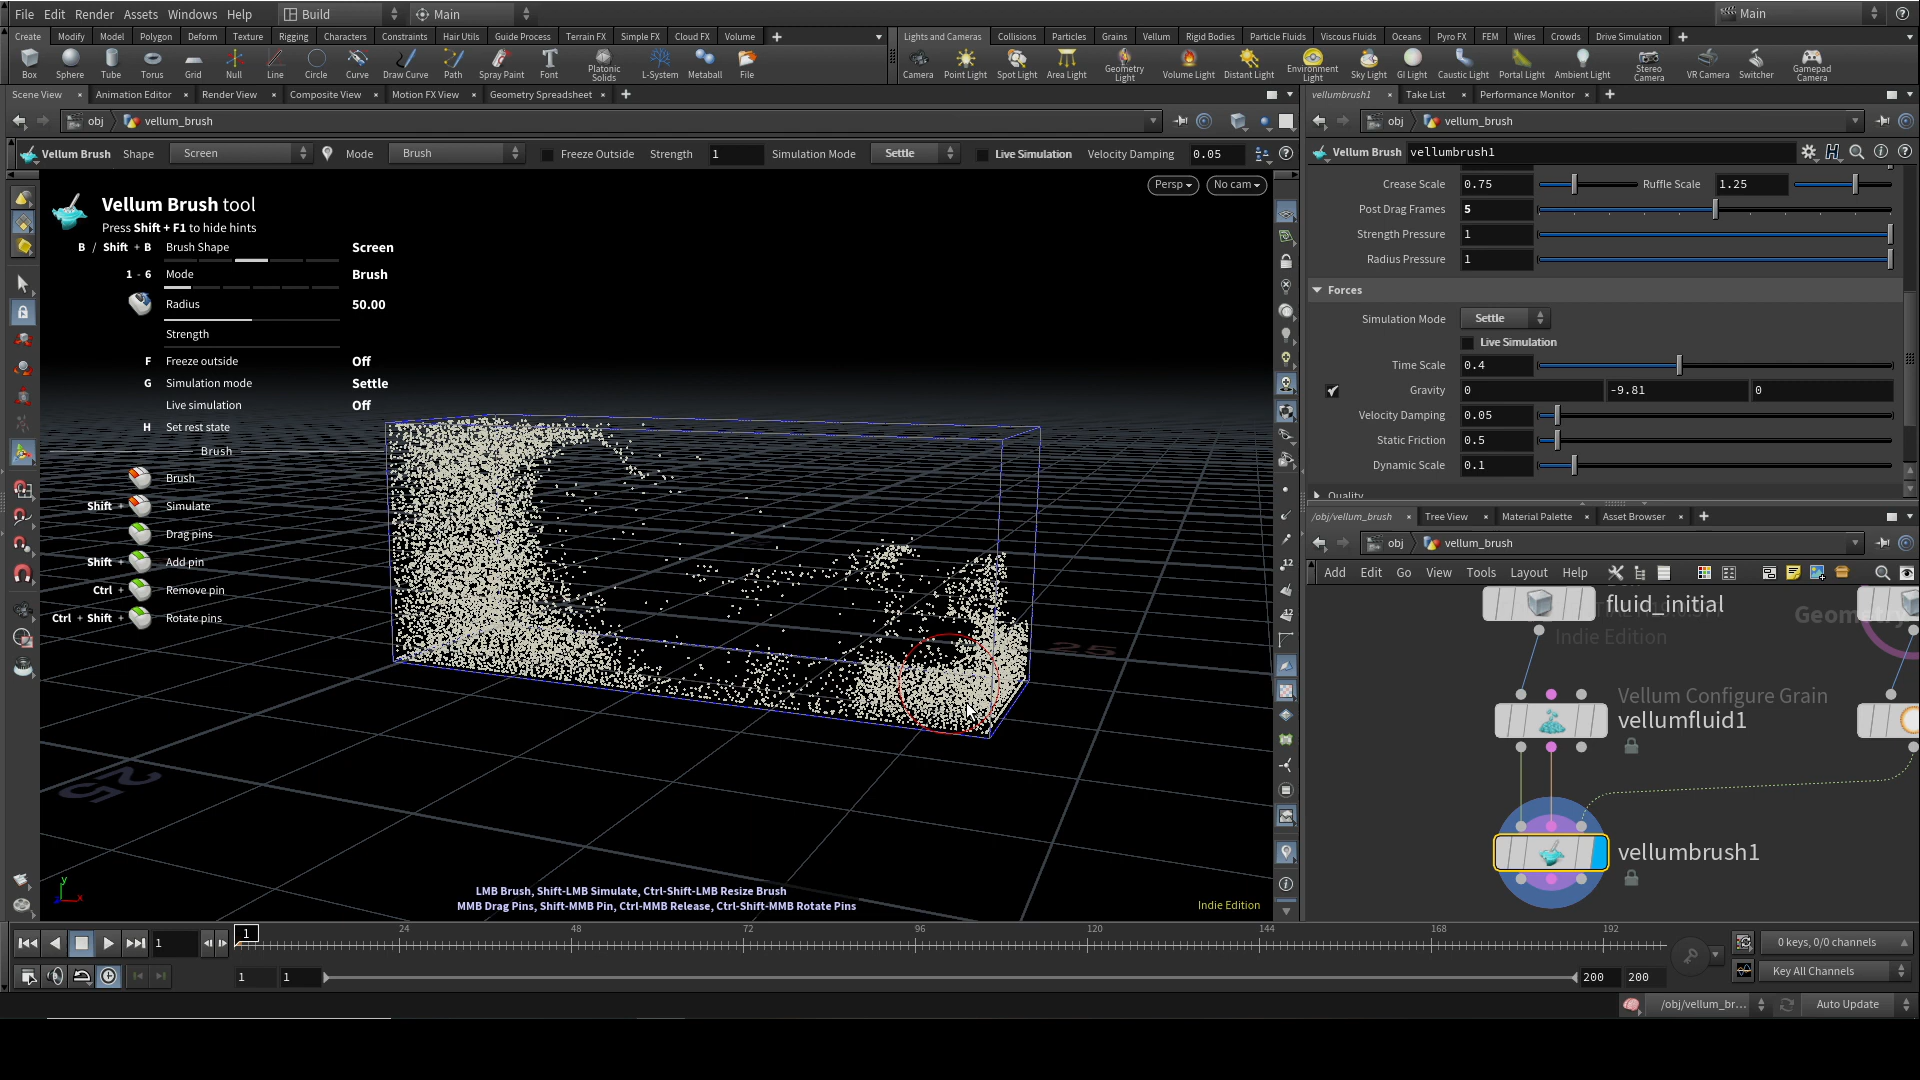 File Edit Render Assets Windows Help Build Main Main
Create Modify Model Polygon Deform Texture Rigging Characters Constraints Hair Utils Guide Process Terrain FX Simple FX Cloud FX Volume
Lights and Cameras Collisions Particles Grains Vellum Rigid Bodies Particle Fluids Viscous Fluids Oceans Pyro FX FEM Wires Crowds Drive Simulation
Box Sphere Tube Torus Grid Null Line Circle Curve Draw Curve Path Spray Paint Font Platonic Solids L-System Metaball File
Camera Point Light Spot Light Area Light Geometry Light Volume Light Distant Light Environment Light Sky Light GI Light Caustic Light Portal Light Ambient Light Stereo Camera VR Camera Switcher Gamepad Camera
Scene View Animation Editor Render View Composite View Motion FX View Geometry Spreadsheet
obj vellum_brush
Vellum Brush Shape Screen Mode Brush Freeze Outside Strength 1 Simulation Mode Settle Live Simulation Velocity Damping 0.05
Persp No cam
Vellum Brush tool
Press Shift + F1 to hide hints
B / Shift + B Brush Shape Screen
1 - 6 Mode Brush
Radius 50.00
Strength
F Freeze outside Off
G Simulation mode Settle
Live simulation Off
H Set rest state
Brush
Brush
Shift + Simulate
Drag pins
Shift + Add pin
Ctrl + Remove pin
Ctrl + Shift + Rotate pins
25
25
y
x
LMB Brush, Shift-LMB Simulate, Ctrl-Shift-LMB Resize Brush
MMB Drag Pins, Shift-MMB Pin, Ctrl-MMB Release, Ctrl-Shift-MMB Rotate Pins
Indie Edition
vellumbrush1 Take List Performance Monitor
obj vellum_brush
Vellum Brush vellumbrush1
Crease Scale 0.75 Ruffle Scale 1.25
Post Drag Frames 5
Strength Pressure 1
Radius Pressure 1
Forces
Simulation Mode Settle
Live Simulation
Time Scale 0.4
Gravity 0 -9.81 0
Velocity Damping 0.05
Static Friction 0.5
Dynamic Scale 0.1
Quality
/obj/vellum_brush Tree View Material Palette Asset Browser
obj vellum_brush
Add Edit Go View Tools Layout Help
fluid_initial
Indie Edition
Vellum Configure Grain
vellumfluid1
vellumbrush1
1 1 24 48 72 96 120 144 168 192
1 1 200 200
0 keys, 0/0 channels
Key All Channels
/obj/vellum_br... Auto Update